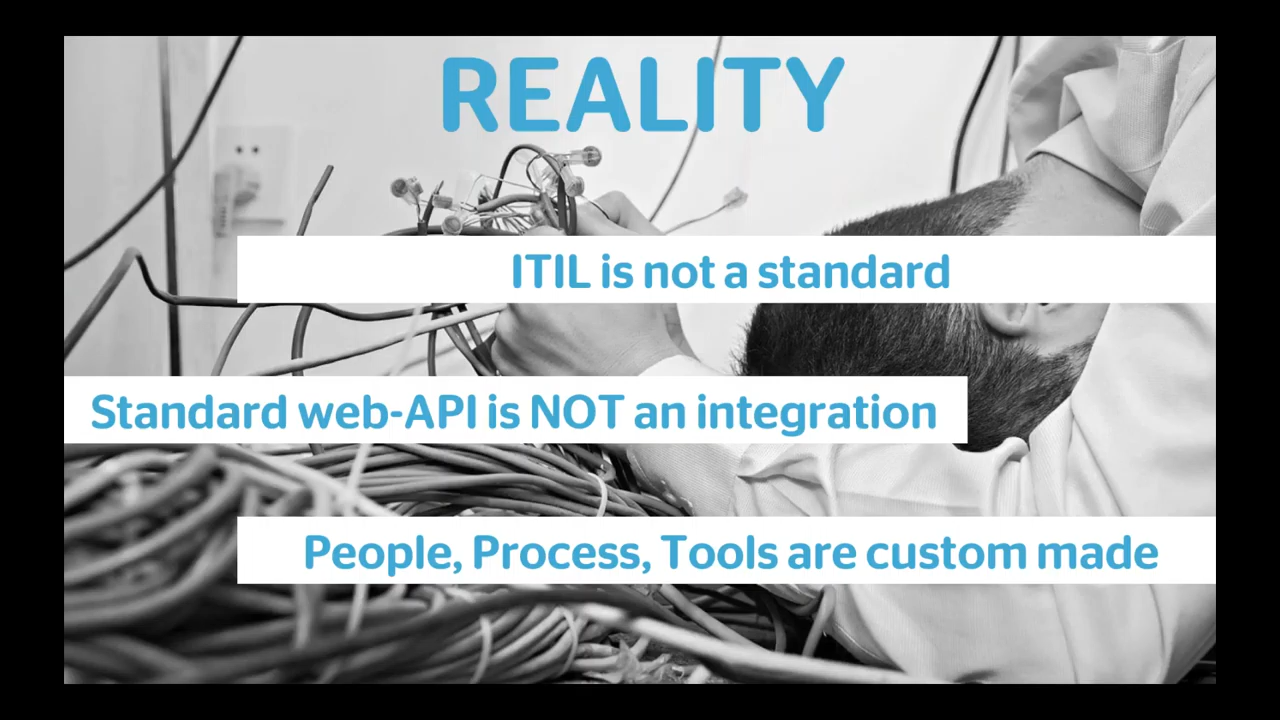 REALITY
ITIL is not a standard
Standard web-API is NOT an integration
People, Process, Tools are custom made